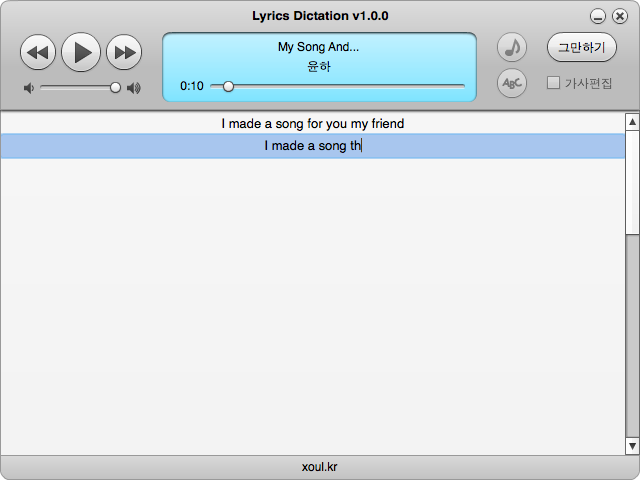 Lyrics Dictation v1.0.0
My Song And...
윤하
0:10
ABC
그만하기
가사편집
I made a song for you my friend
I made a song th
xoul.kr